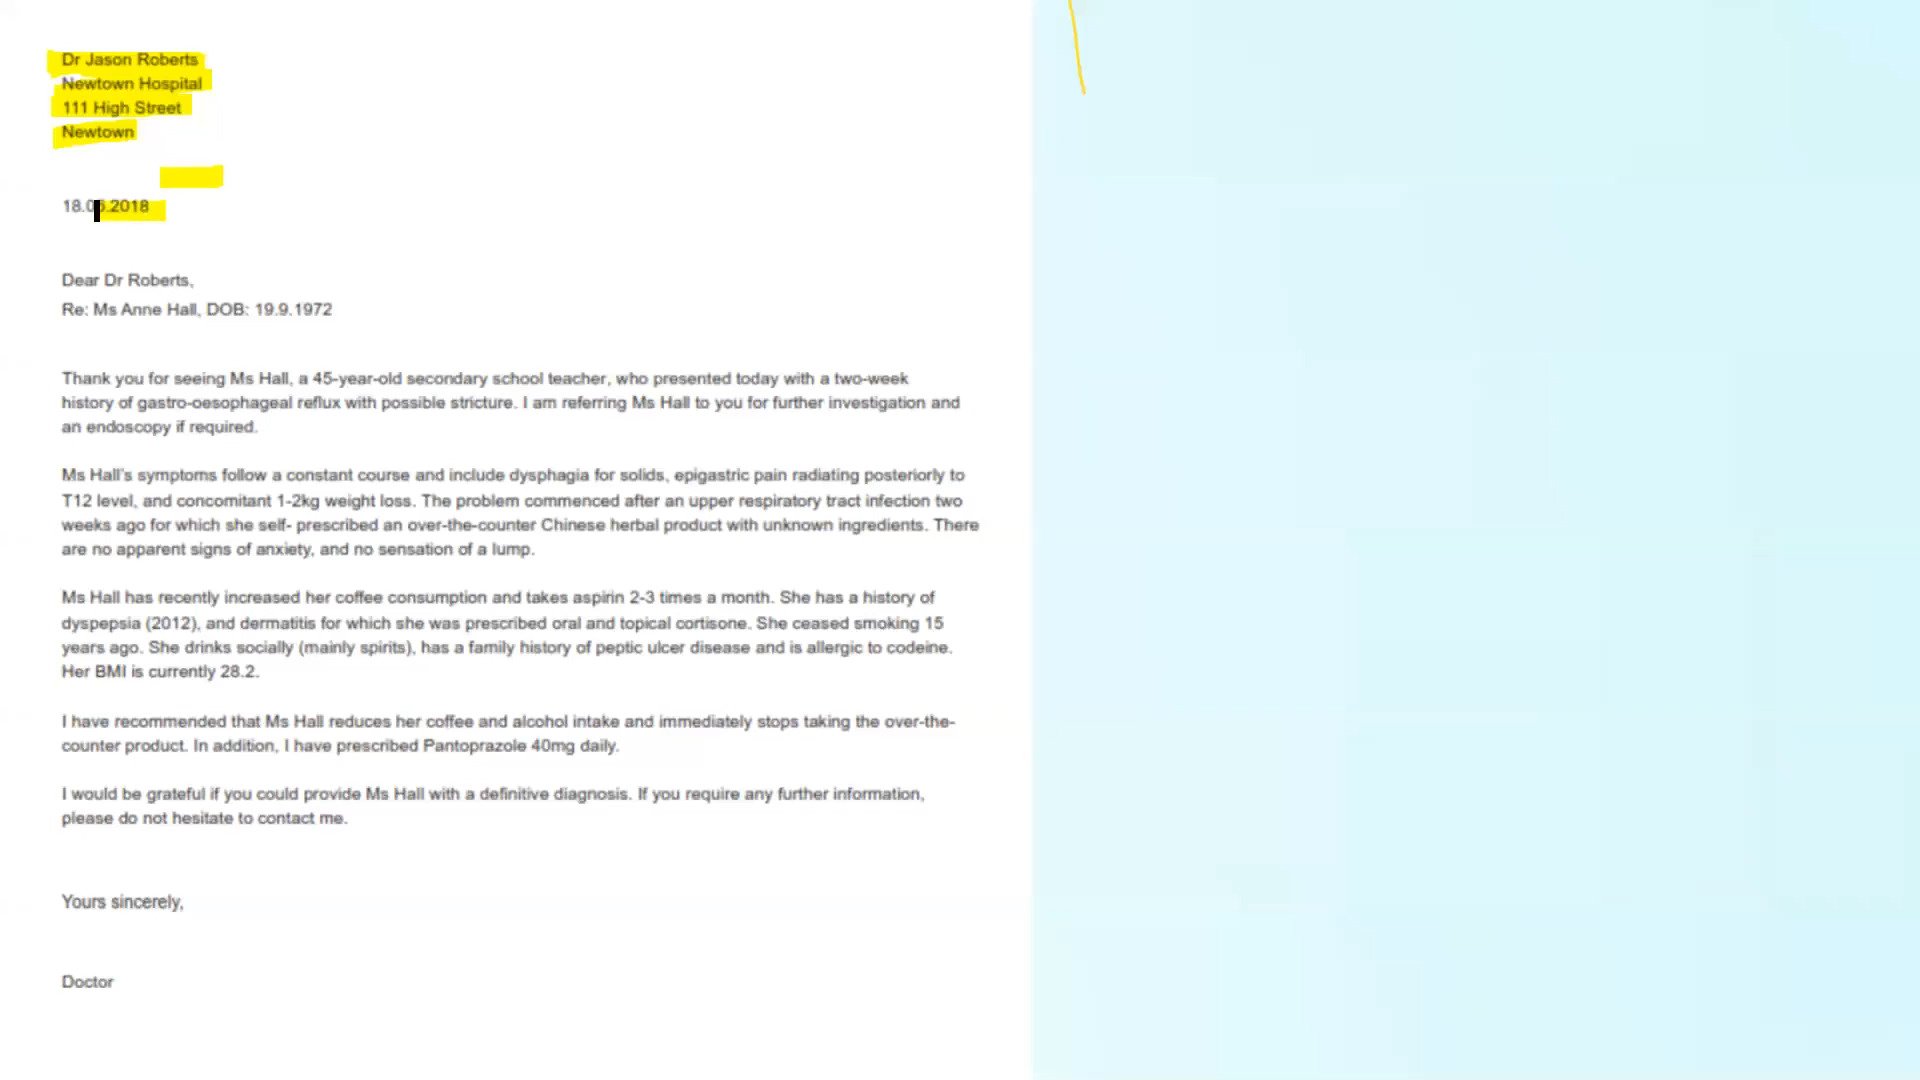 Dr Jason Roberts
Newtown Hospital
111 High Street
Newtown
18.05.2018
Dear Dr Roberts,
Re: Ms Anne Hall, DOB: 19.9.1972
Thank you for seeing Ms Hall, a 45-year-old secondary school teacher, who presented today with a two-week
history of gastro-oesophageal reflux with possible stricture. I am referring Ms Hall to you for further investigation and
an endoscopy if required.
Ms Hall's symptoms follow a constant course and include dysphagia for solids, epigastric pain radiating posteriorly to
T12 level, and concomitant 1-2kg weight loss. The problem commenced after an upper respiratory tract infection two
weeks ago for which she self- prescribed an over-the-counter Chinese herbal product with unknown ingredients. There
are no apparent signs of anxiety, and no sensation of a lump.
Ms Hall has recently increased her coffee consumption and takes aspirin 2-3 times a month. She has a history of
dyspepsia (2012), and dermatitis for which she was prescribed oral and topical cortisone. She ceased smoking 15
years ago. She drinks socially (mainly spirits), has a family history of peptic ulcer disease and is allergic to codeine.
Her BMI is currently 28.2.
I have recommended that Ms Hall reduces her coffee and alcohol intake and immediately stops taking the over-the-
counter product. In addition, I have prescribed Pantoprazole 40mg daily.
I would be grateful if you could provide Ms Hall with a definitive diagnosis. If you require any further information,
please do not hesitate to contact me.
Yours sincerely,
Doctor